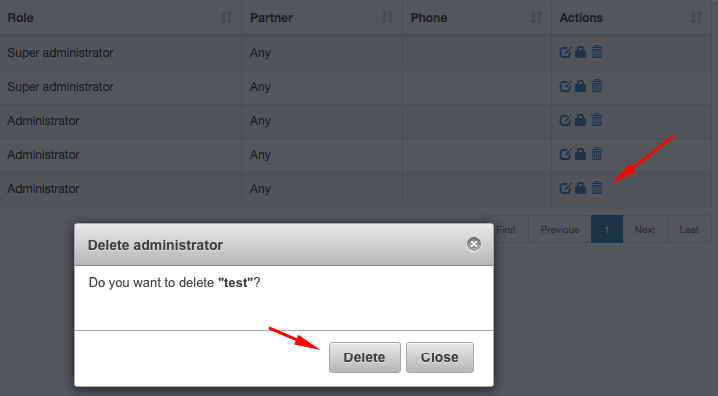 Role Partner Phone Actions
Super administrator Any
Super administrator Any
Administrator Any
Administrator Any
Administrator Any
First Previous 1 Next Last
Delete administrator
Do you want to delete "test"?
Delete Close